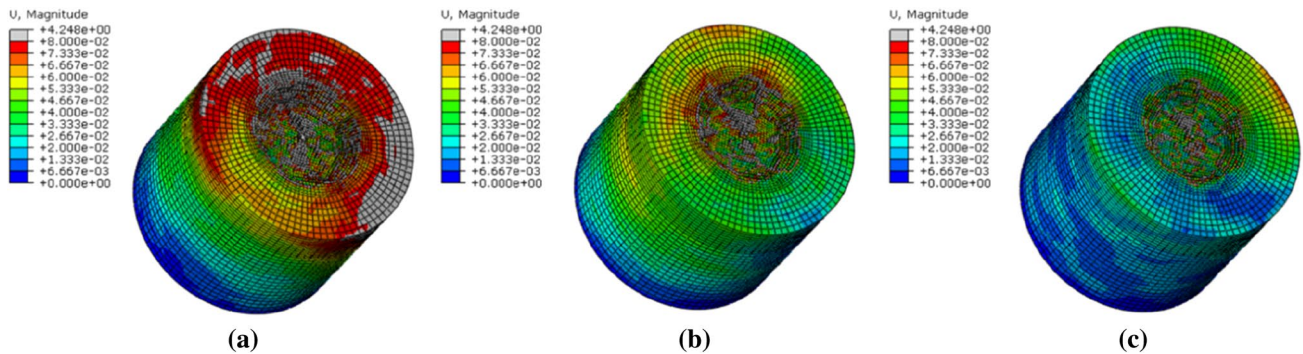 U, Magnitude
+4.248e+00
+8.000e-02
+7.333e-02
+6.667e-02
+6.000e-02
+5.333e-02
+4.667e-02
+4.000e-02
+3.333e-02
+2.667e-02
+2.000e-02
+1.333e-02
+6.667e-03
+0.000e+00
(a)
U, Magnitude
+4.248e+00
+8.000e-02
+7.333e-02
+6.667e-02
+6.000e-02
+5.333e-02
+4.667e-02
+4.000e-02
+3.333e-02
+2.667e-02
+2.000e-02
+1.333e-02
+6.667e-03
+0.000e+00
(b)
U, Magnitude
+4.248e+00
+8.000e-02
+7.333e-02
+6.667e-02
+6.000e-02
+5.333e-02
+4.667e-02
+4.000e-02
+3.333e-02
+2.667e-02
+2.000e-02
+1.333e-02
+6.667e-03
+0.000e+00
(c)